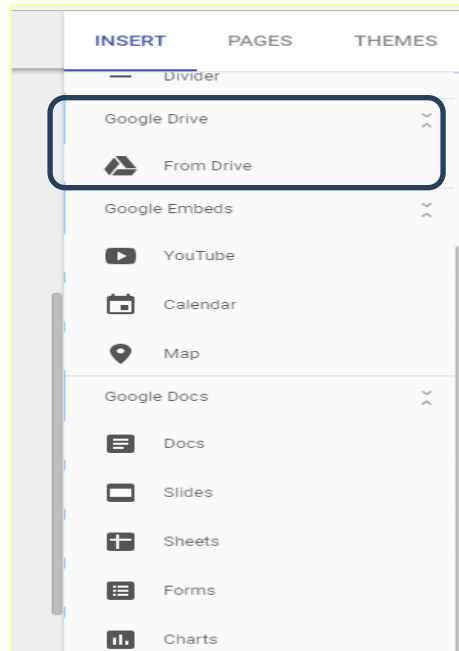 INSERT PAGES THEMES
Divider
Google Drive
From Drive
Google Embeds
YouTube
Calendar
Map
Google Docs
Docs
Slides
Sheets
Forms
Charts